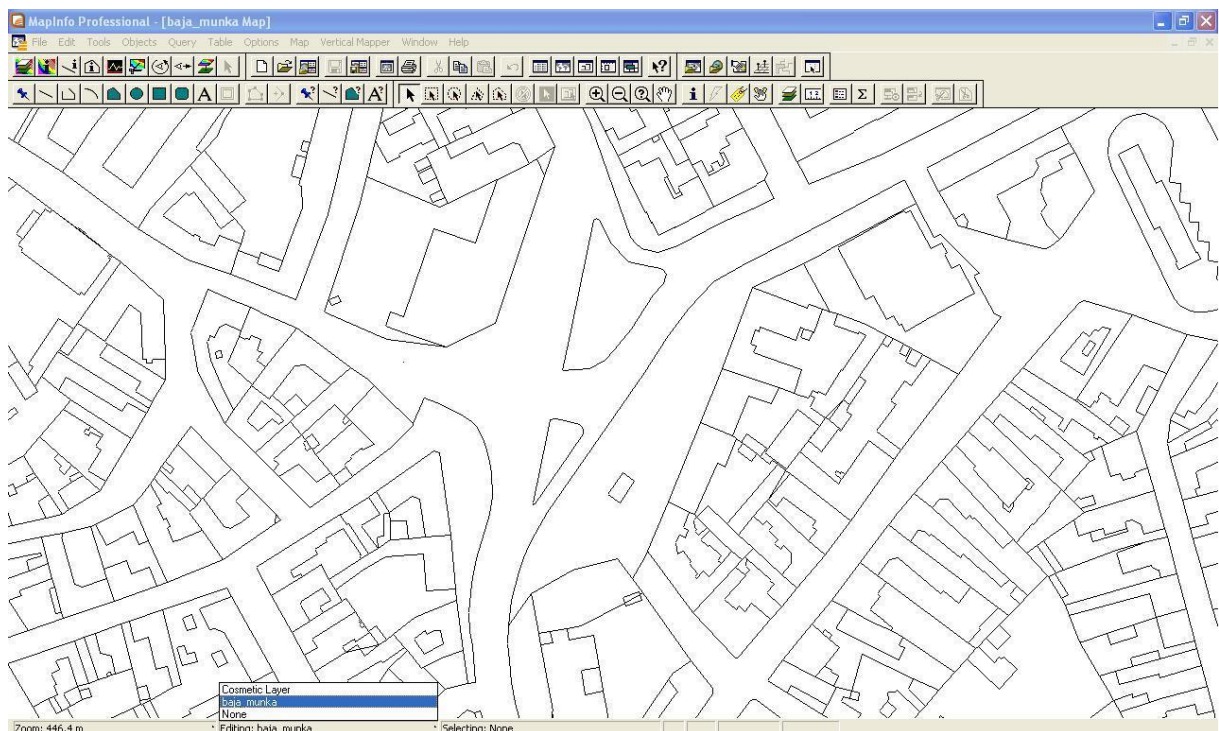 MapInfo Professional - [baja_munka Map]
File Edit Tools Objects Query Table Options Map Vertical Mapper Window Help
Cosmetic Layer
baja_munka
None
Zoom: 446.4 m Editing: baja_munka Selecting: None